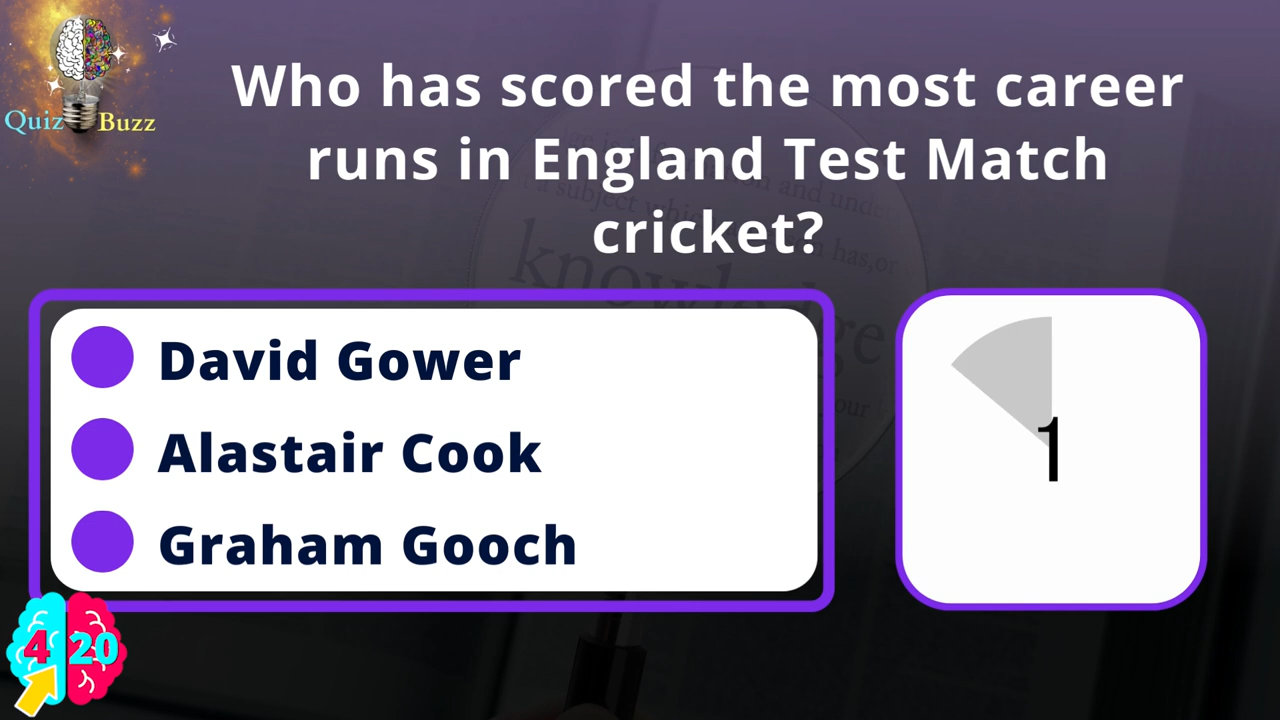 Quiz Buzz
Who has scored the most career
runs in England Test Match
cricket?
knowledge
David Gower
Alastair Cook
Graham Gooch
1
4 20